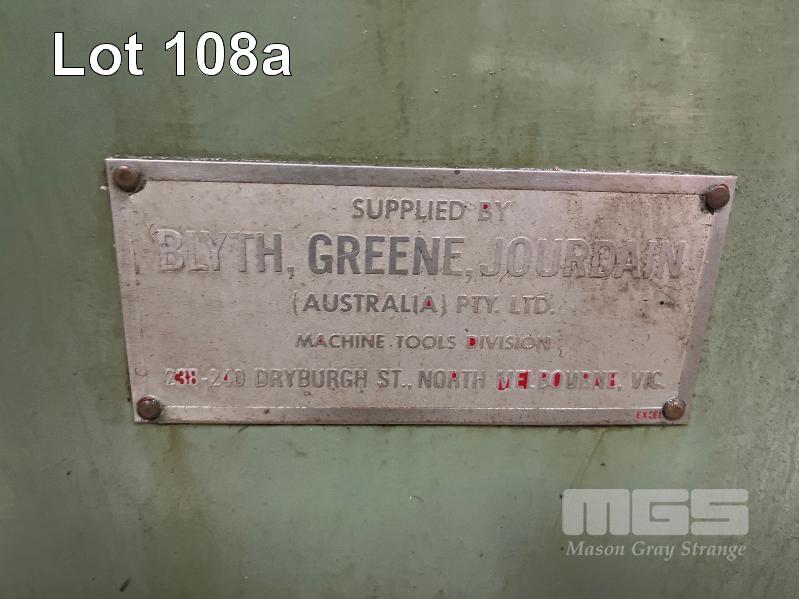 Lot 108a
SUPPLIED BY
BLYTH, GREENE, JOURDAIN
(AUSTRALIA) PTY. LTD.
MACHINE TOOLS DIVISION
238-240 DRYBURGH ST., NORTH MELBOURNE, VIC.
EXCEL
MGS
Mason Gray Strange